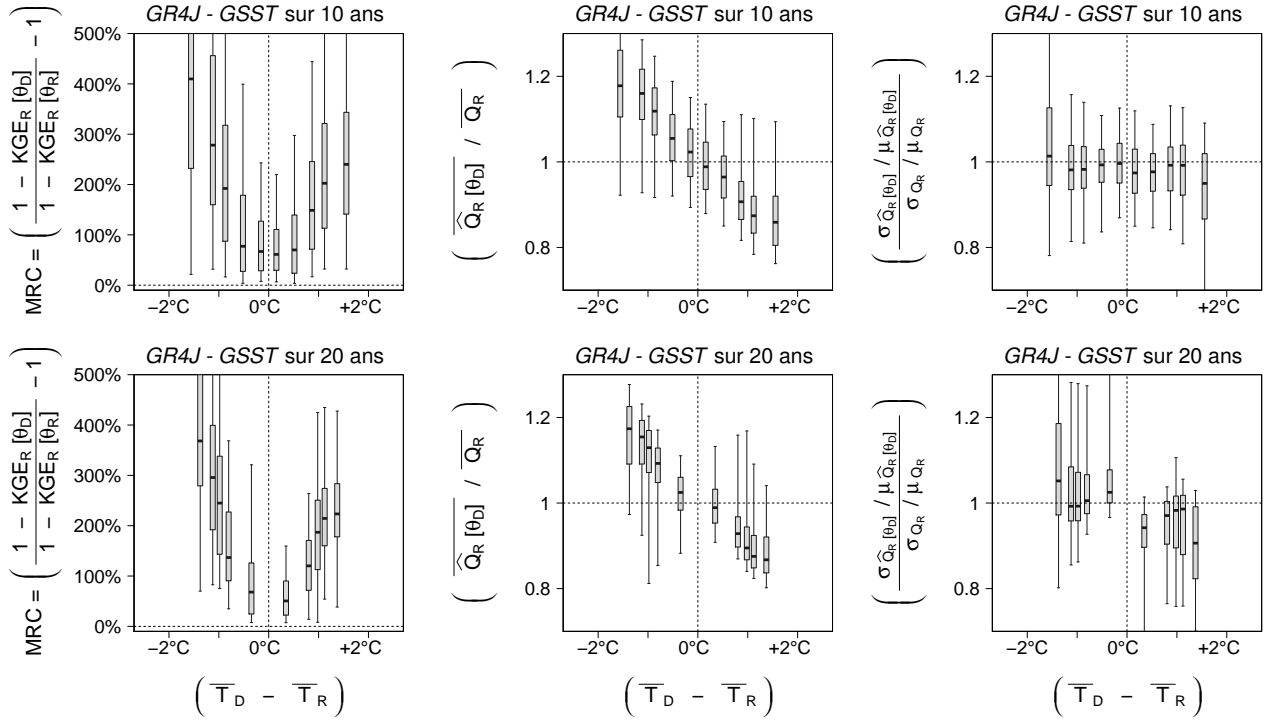 GR4J - GSST sur 10 ans
MRC = ( 1 − KGE_R [θ_D] / 1 − KGE_R [θ_R] − 1 )
500%
400%
300%
200%
100%
0%
−2°C 0°C +2°C
GR4J - GSST sur 10 ans
( Q̂_R [θ_D] / Q_R )
1.2
1
0.8
−2°C 0°C +2°C
GR4J - GSST sur 10 ans
( σ Q̂_R [θ_D] / μ Q̂_R [θ_D] / σ Q_R / μ Q_R )
1.2
1
0.8
−2°C 0°C +2°C
GR4J - GSST sur 20 ans
MRC = ( 1 − KGE_R [θ_D] / 1 − KGE_R [θ_R] − 1 )
500%
400%
300%
200%
100%
0%
−2°C 0°C +2°C
( T̅_D − T̅_R )
GR4J - GSST sur 20 ans
( Q̂_R [θ_D] / Q_R )
1.2
1
0.8
−2°C 0°C +2°C
( T̅_D − T̅_R )
GR4J - GSST sur 20 ans
( σ Q̂_R [θ_D] / μ Q̂_R [θ_D] / σ Q_R / μ Q_R )
1.2
1
0.8
−2°C 0°C +2°C
( T̅_D − T̅_R )